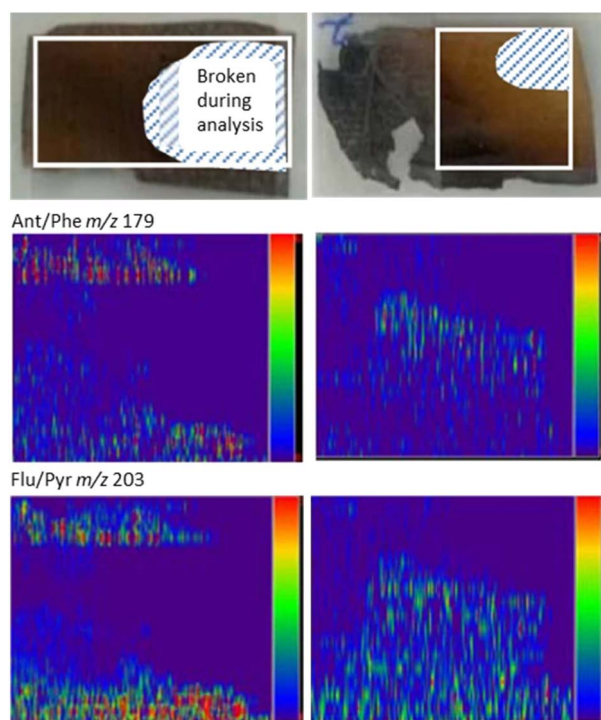 Broken
during
analysis
Ant/Phe m/z 179
Flu/Pyr m/z 203